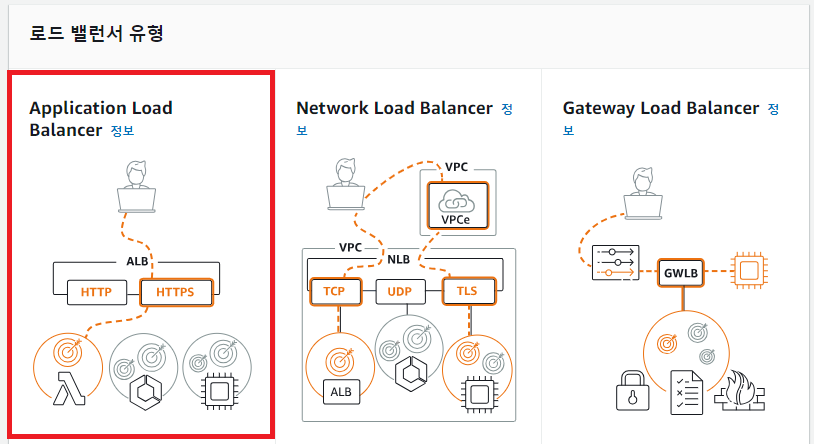 로드 밸런서 유형
Application Load
Balancer 정보
ALB
HTTP
HTTPS
Network Load Balancer 정
보
VPC
VPCe
VPC
NLB
TCP
UDP
TLS
ALB
Gateway Load Balancer 정
보
GWLB